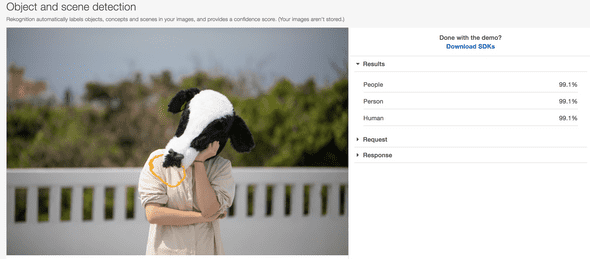 Object and scene detection
Rekognition automatically labels objects, concepts and scenes in your images, and provides a confidence score. (Your images aren't stored.)
Done with the demo?
Download SDKs
Results
People 99.1%
Person 99.1%
Human 99.1%
Request
Response